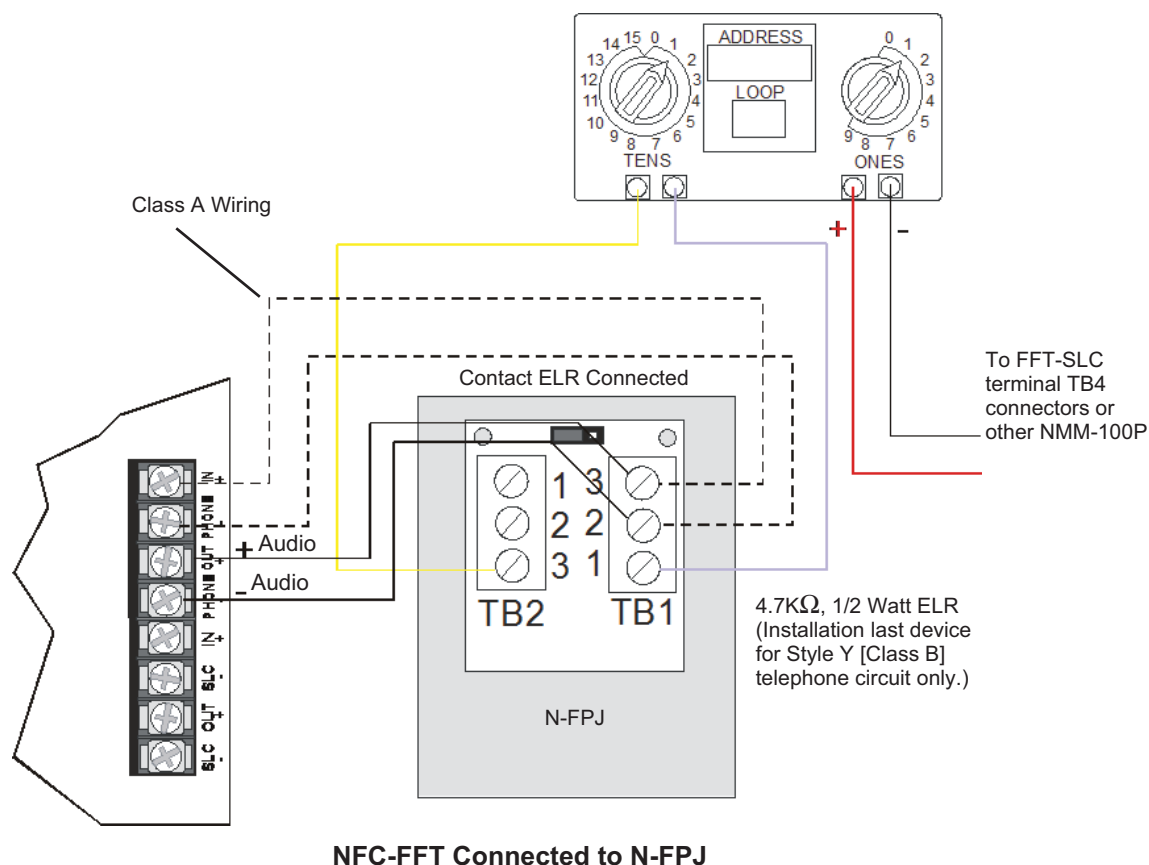 ADDRESS
LOOP
0 1 2 3 4 5 6 7 8 9 10 11 12 13 14 15
TENS
0 1 2 3 4 5 6 7 8 9
ONES
+ -
Class A Wiring
To FFT-SLC
terminal TB4
connectors or
other NMM-100P
Contact ELR Connected
IN +
PHONE -
OUT +
PHONE -
IN +
SLC -
OUT +
SLC -
+ Audio
- Audio
1 3
2 2
3 1
TB2 TB1
4.7KΩ, 1/2 Watt ELR
(Installation last device
for Style Y [Class B]
telephone circuit only.)
N-FPJ
NFC-FFT Connected to N-FPJ